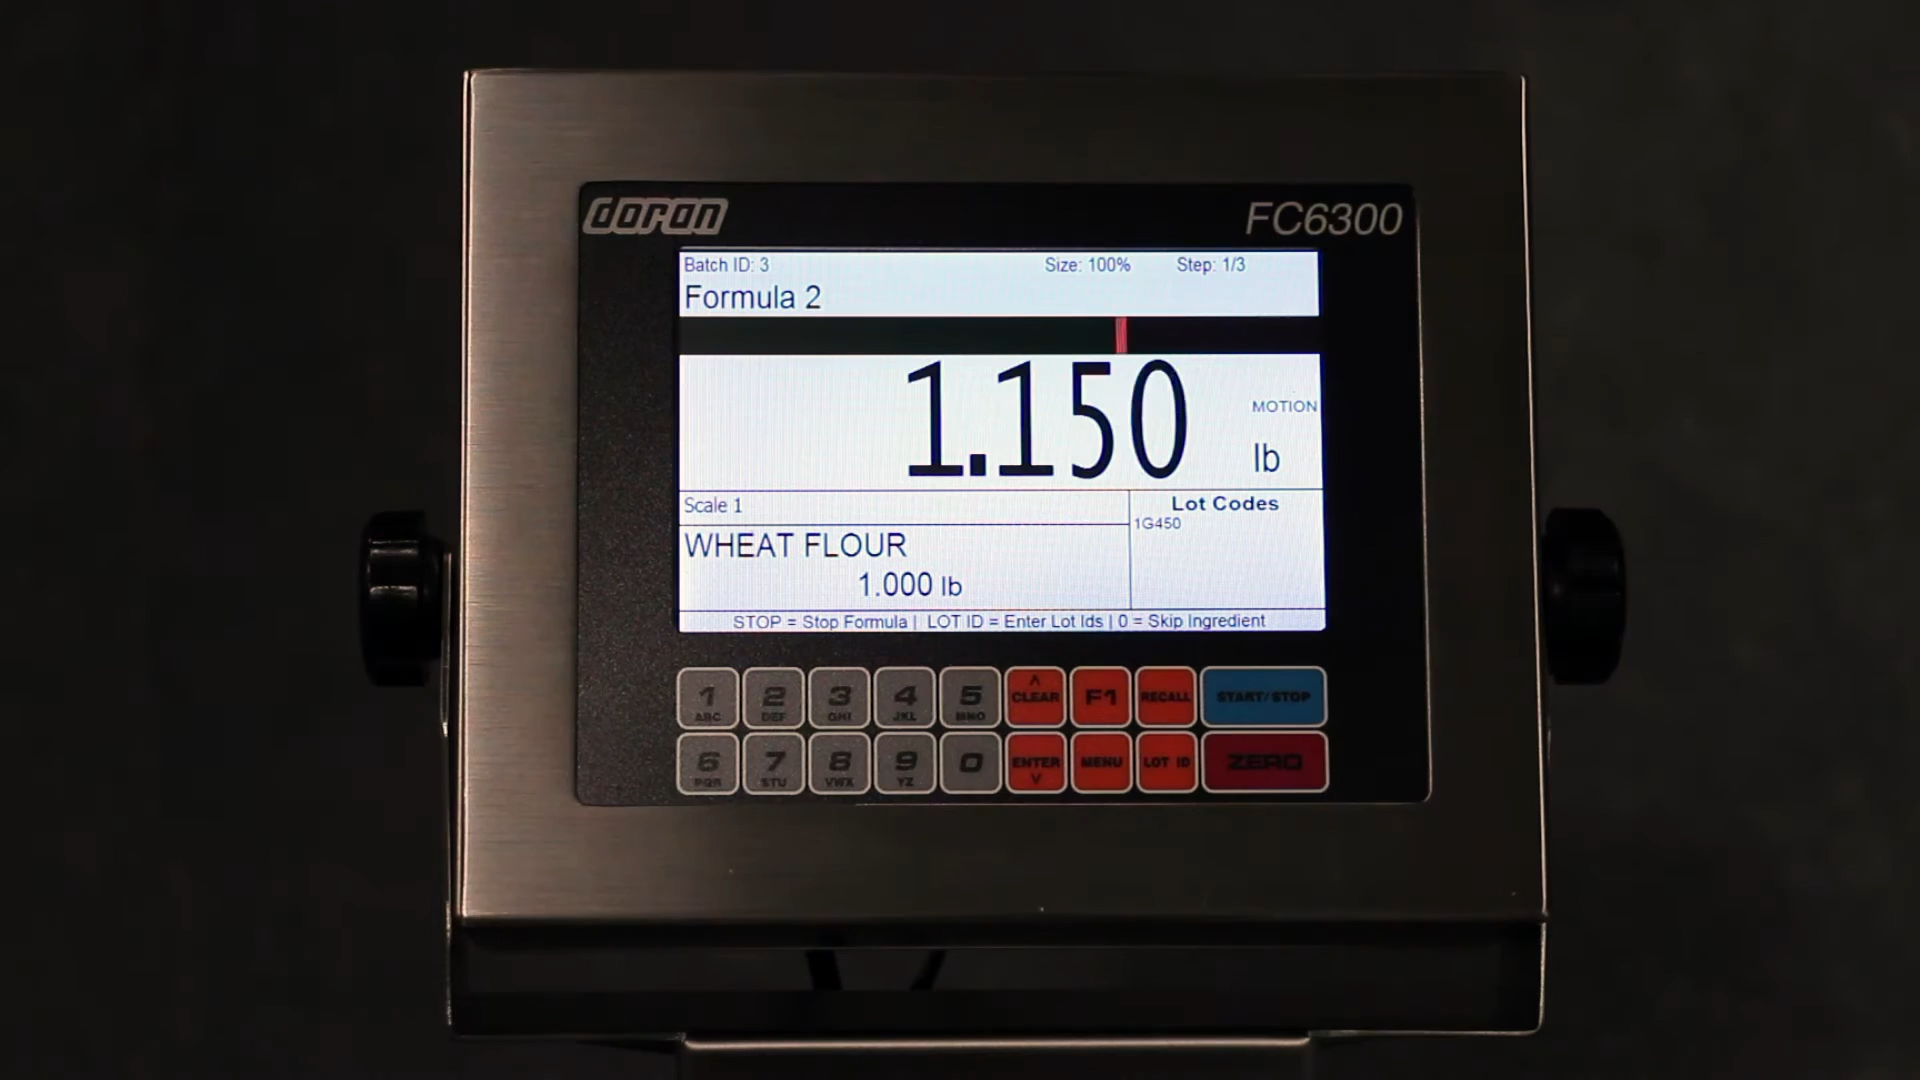 doran
FC6300
Batch ID: 3 Size: 100% Step: 1/3
Formula 2
1.150
MOTION
lb
Scale 1
Lot Codes
1G450
WHEAT FLOUR
1.000 lb
STOP = Stop Formula | LOT ID = Enter Lot Ids | 0 = Skip Ingredient
1 2 3 4 5 CLEAR F1 RECALL START/STOP
ABC DEF GHI JKL MNO
6 7 8 9 0 ENTER MENU LOT ID ZERO
PQR STU VWX YZ